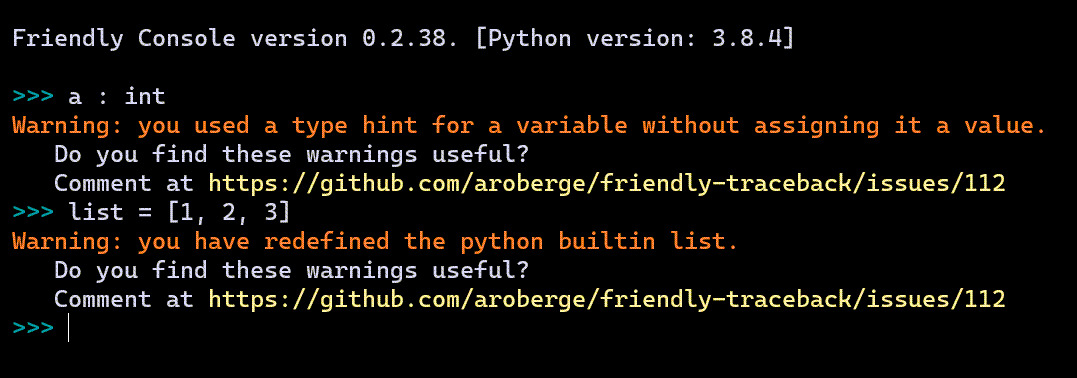 Friendly Console version 0.2.38. [Python version: 3.8.4]
>>> a : int
Warning: you used a type hint for a variable without assigning it a value.
Do you find these warnings useful?
Comment at https://github.com/aroberge/friendly-traceback/issues/112
>>> list = [1, 2, 3]
Warning: you have redefined the python builtin list.
Do you find these warnings useful?
Comment at https://github.com/aroberge/friendly-traceback/issues/112
>>>